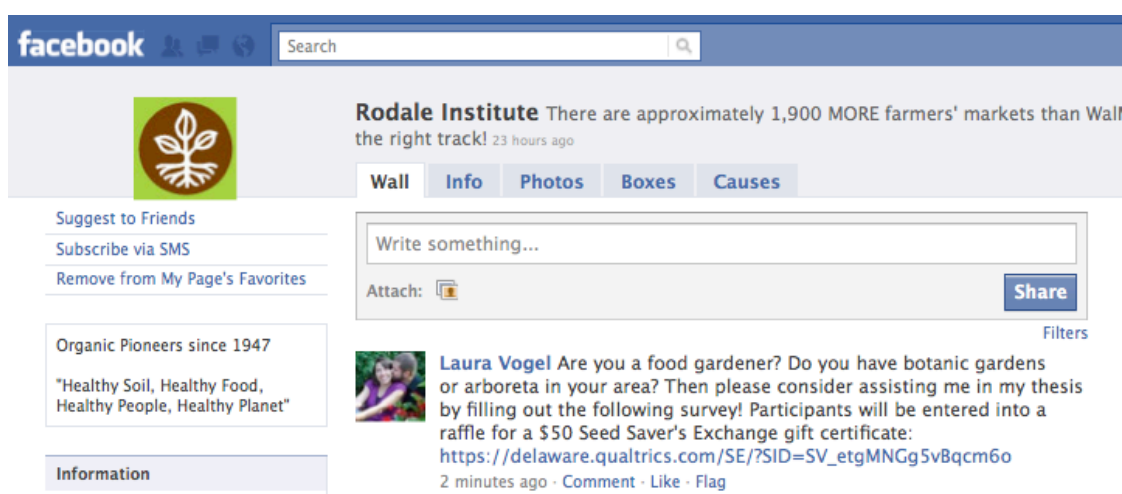 facebook
Search
Rodale Institute There are approximately 1,900 MORE farmers' markets than
the right track! 23 hours ago
Wall Info Photos Boxes Causes
Suggest to Friends
Subscribe via SMS
Remove from My Page's Favorites
Write something...
Attach:
Share
Filters
Organic Pioneers since 1947
"Healthy Soil, Healthy Food,
Healthy People, Healthy Planet"
Information
Laura Vogel Are you a food gardener? Do you have botanic gardens
or arboreta in your area? Then please consider assisting me in my thesis
by filling out the following survey! Participants will be entered into a
raffle for a $50 Seed Saver's Exchange gift certificate:
https://delaware.qualtrics.com/SE/?SID=SV_etgMNGg5vBqcm6o
2 minutes ago · Comment · Like · Flag